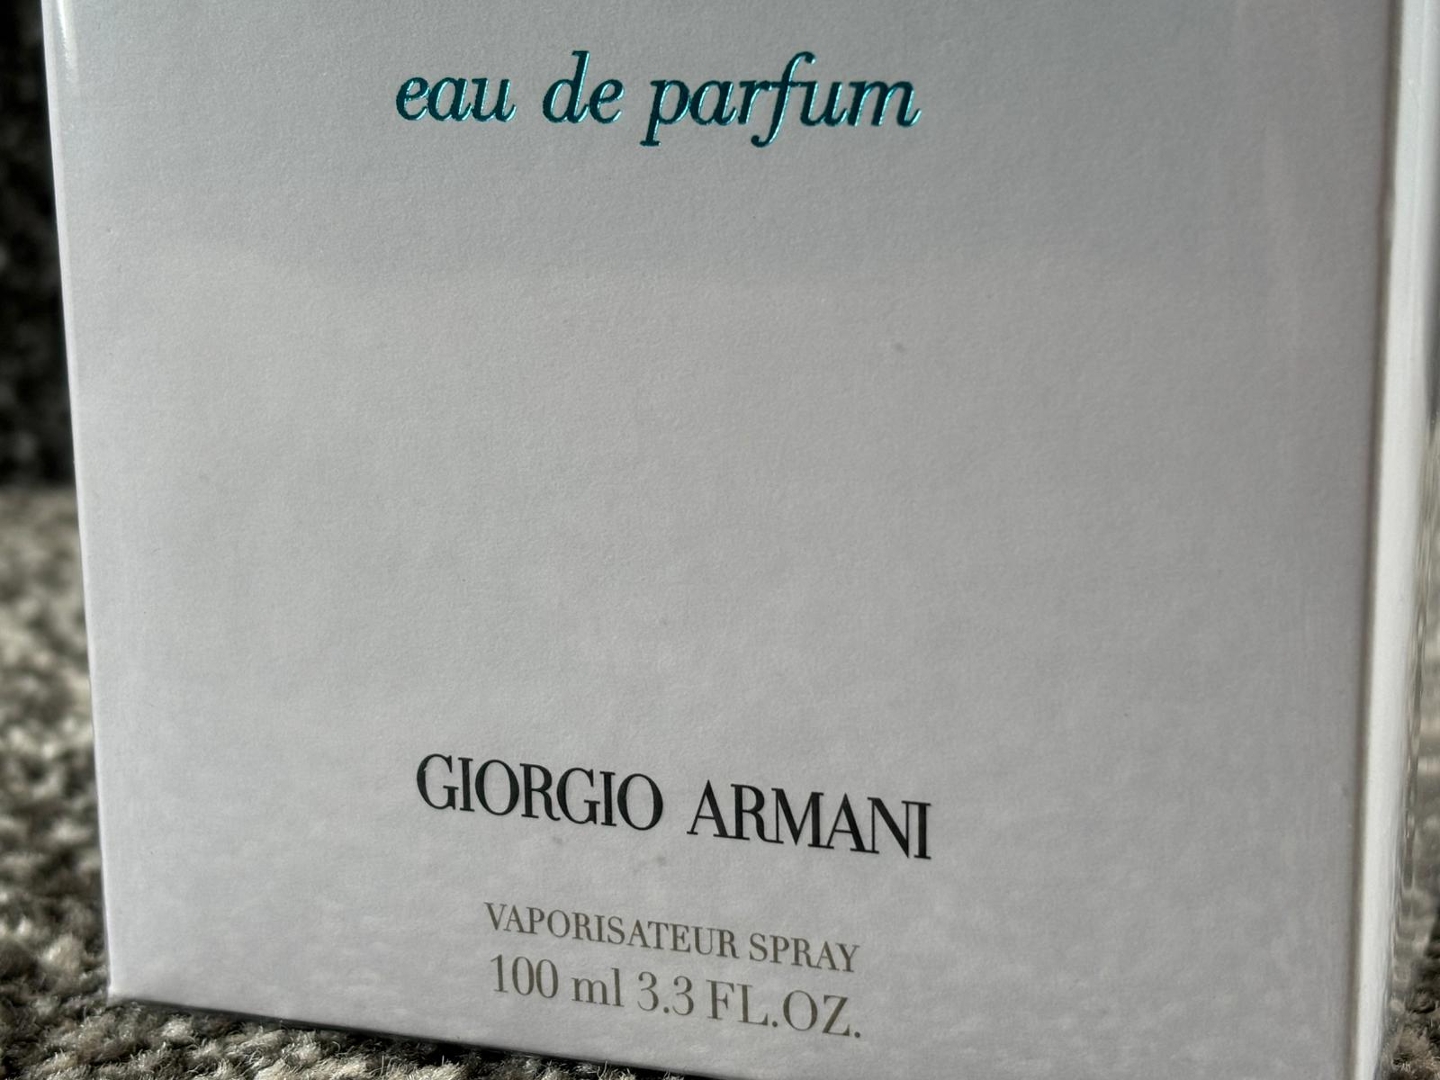 eau de parfum
GIORGIO ARMANI
VAPORISATEUR SPRAY
100 ml 3.3 FL.OZ.